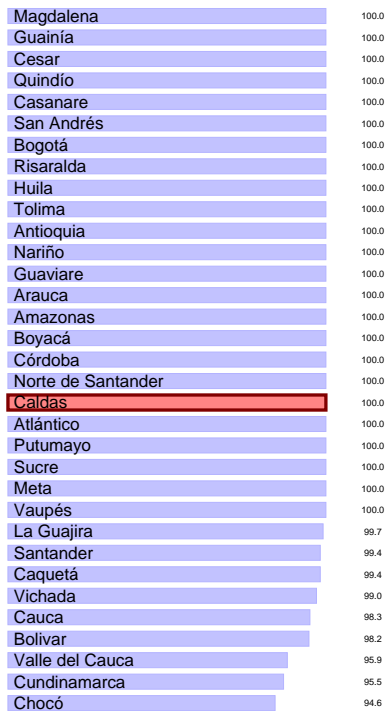 Magdalena 100.0
Guainía 100.0
Cesar 100.0
Quindío 100.0
Casanare 100.0
San Andrés 100.0
Bogotá 100.0
Risaralda 100.0
Huila 100.0
Tolima 100.0
Antioquia 100.0
Nariño 100.0
Guaviare 100.0
Arauca 100.0
Amazonas 100.0
Boyacá 100.0
Córdoba 100.0
Norte de Santander 100.0
Caldas 100.0
Atlántico 100.0
Putumayo 100.0
Sucre 100.0
Meta 100.0
Vaupés 100.0
La Guajira 99.7
Santander 99.4
Caquetá 99.4
Vichada 99.0
Cauca 98.3
Bolivar 98.2
Valle del Cauca 95.9
Cundinamarca 95.5
Chocó 94.6